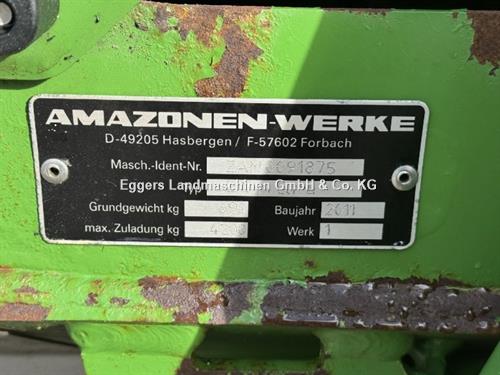 AMAZONEN-WERKE
D-49205 Hasbergen / F-57602 Forbach
Masch.-Ident-Nr.
Eggers Landmaschinen GmbH & Co. KG
Grundgewicht kg Baujahr 2011
max. Zuladung kg Werk 1